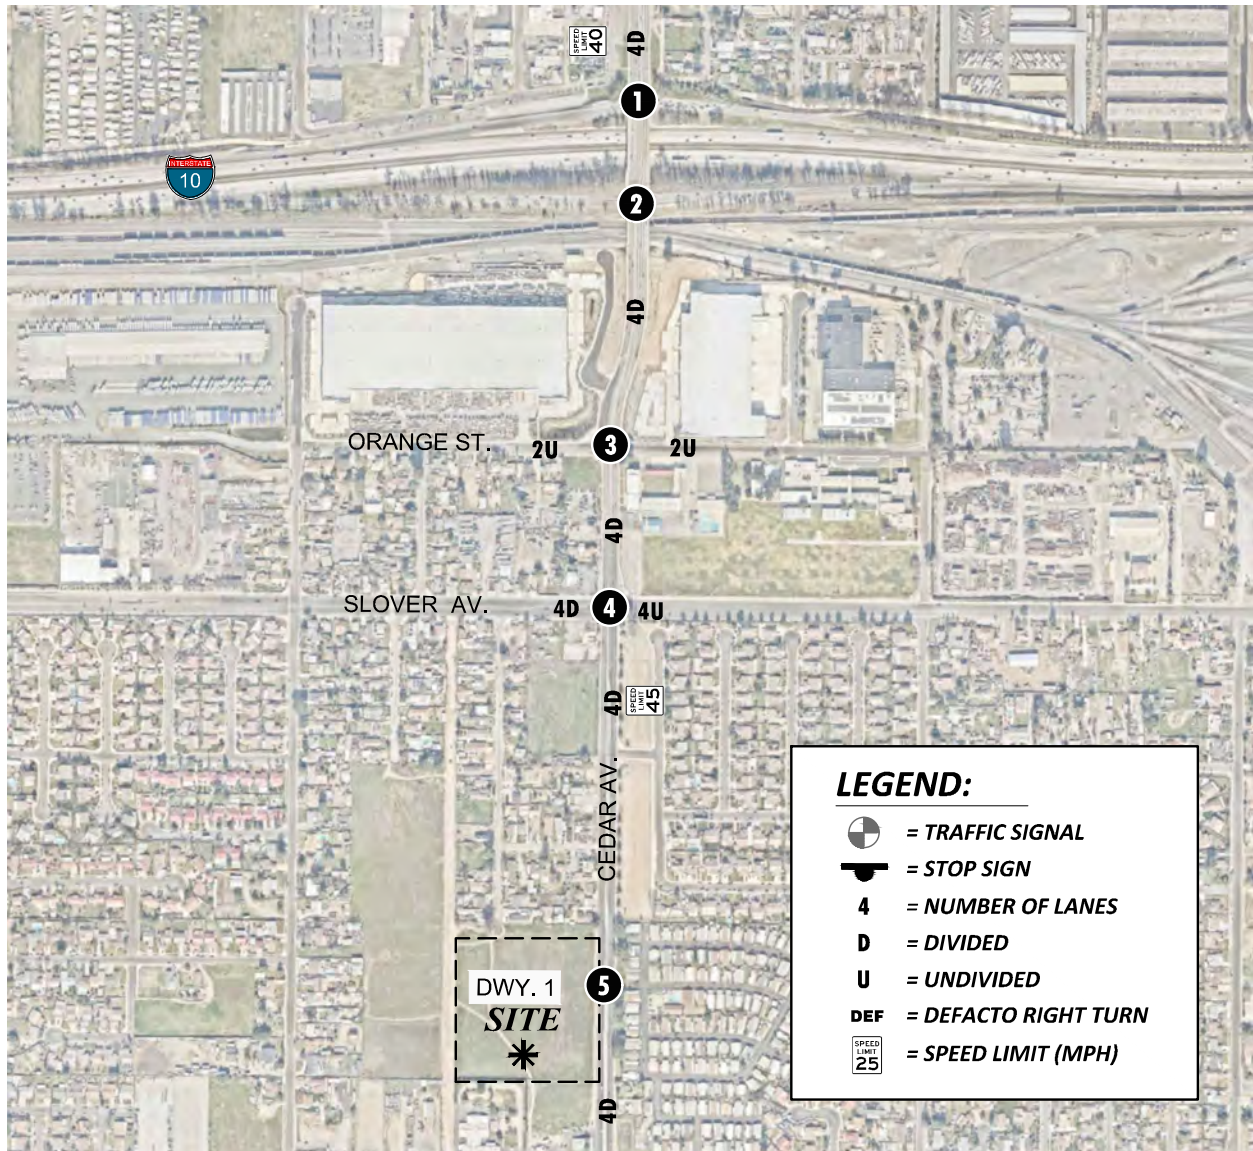 SPEED LIMIT 40
4D
1
INTERSTATE
10
2
4D
ORANGE ST.
2U
3
2U
4D
SLOVER AV.
4D
4
4U
4D
SPEED LIMIT 45
CEDAR AV.
LEGEND:
= TRAFFIC SIGNAL
= STOP SIGN
4 = NUMBER OF LANES
D = DIVIDED
U = UNDIVIDED
DEF = DEFACTO RIGHT TURN
SPEED LIMIT 25 = SPEED LIMIT (MPH)
DWY. 1
5
SITE
4D